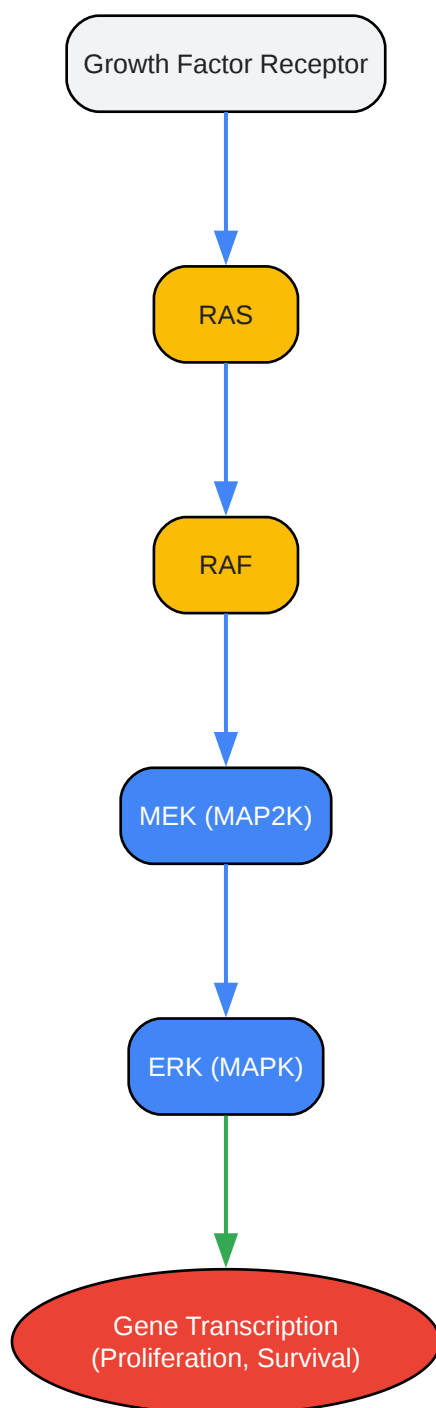 Growth Factor Receptor
RAS
RAF
MEK (MAP2K)
ERK (MAPK)
Gene Transcription
(Proliferation, Survival)